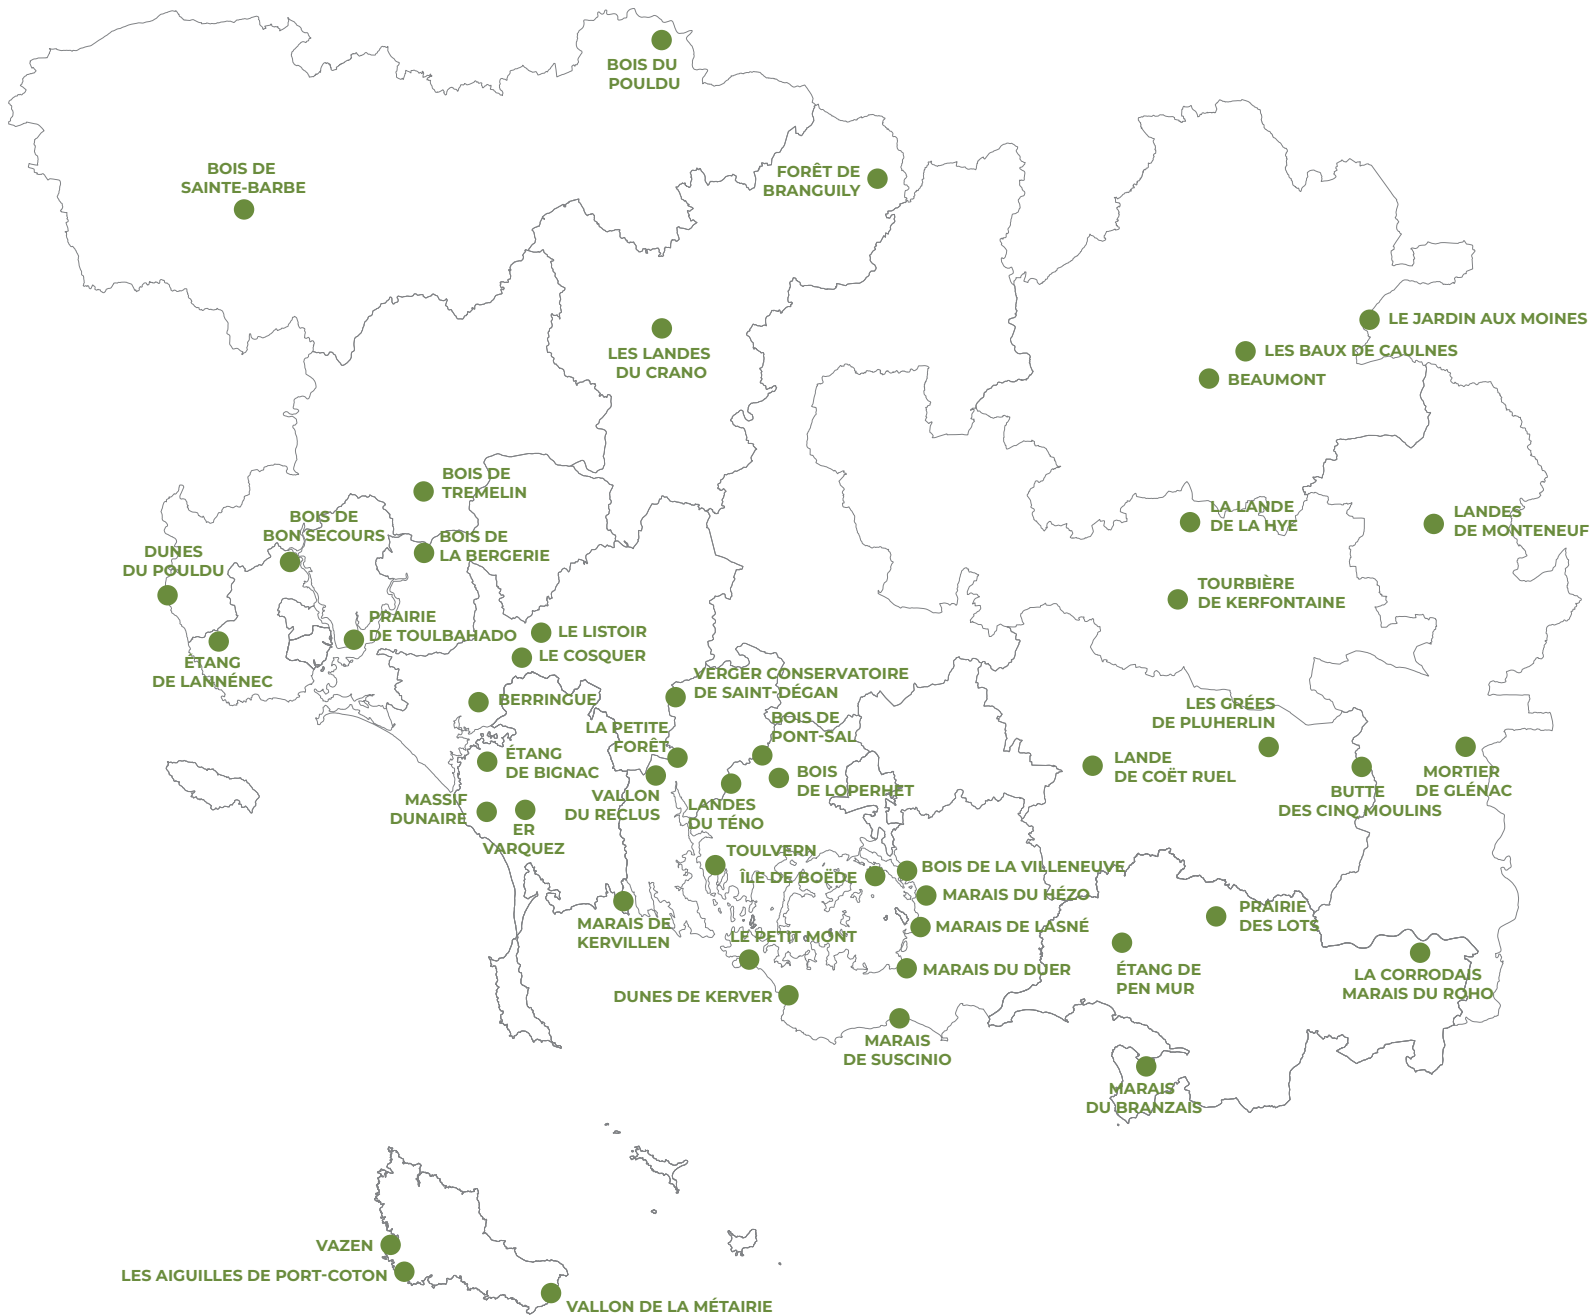 BOIS DU
POULDU
BOIS DE
SAINTE-BARBE
FORÊT DE
BRANGUILY
LE JARDIN AUX MOINES
LES BAUX DE CAULNES
LES LANDES
DU CRANO
BEAUMONT
BOIS DE
TREMELIN
BOIS DE
BON SECOURS
LA LANDE
DE LA HYE
LANDES
DE MONTENEUF
BOIS DE
LA BERGERIE
DUNES
DU POULDU
TOURBIÈRE
DE KERFONTAINE
PRAIRIE
DE TOULBAHADO
LE LISTOIR
LE COSQUER
ÉTANG
DE LANNÉNEC
VERGER CONSERVATOIRE
DE SAINT-DÉGAN
BERRINGUE
LES GRÉES
DE PLUHERLIN
BOIS DE
PONT-SAL
LA PETITE
FORÊT
ÉTANG
DE BIGNAC
LANDE
DE COËT RUEL
MORTIER
DE GLÉNAC
BOIS
DE LOPERHET
VALLON
DU RECLUS
BUTTE
DES CINQ MOULINS
MASSIF
DUNAIRE
LANDES
DU TÉNO
ER
VARQUEZ
TOULVERN
BOIS DE LA VILLENEUVE
ÎLE DE BOËDE
MARAIS DU HÉZO
PRAIRIE
DES LOTS
MARAIS DE
KERVILLEN
MARAIS DE LASNÉ
LE PETIT MONT
MARAIS DU DUER
ÉTANG DE
PEN MUR
LA CORRODAIS
MARAIS DU ROHO
DUNES DE KERVER
MARAIS
DE SUSCINIO
MARAIS
DU BRANZAIS
VAZEN
LES AIGUILLES DE PORT-COTON
VALLON DE LA MÉTAIRIE